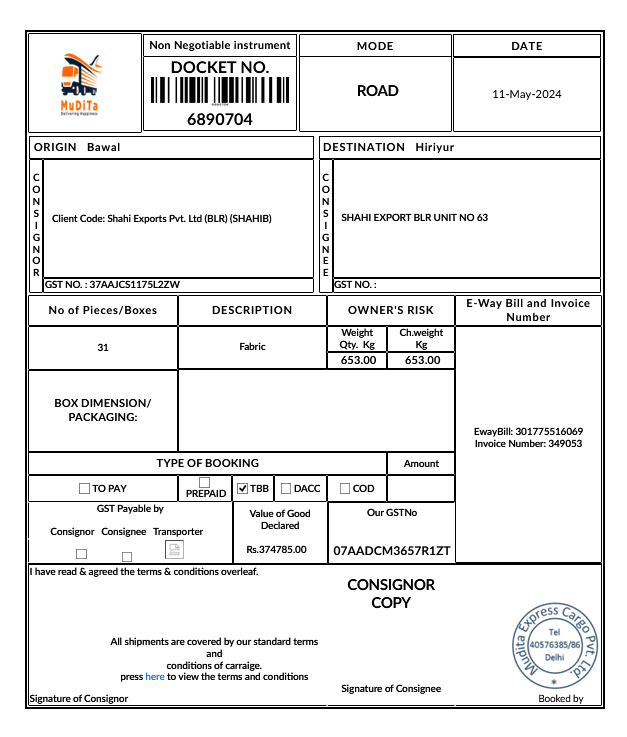 MuDiTa
Delivering Happiness
Non Negotiable instrument
DOCKET NO.
6890704
MODE
ROAD
DATE
11-May-2024
ORIGIN Bawal
DESTINATION Hiriyur
CONSIGNOR
Client Code: Shahi Exports Pvt. Ltd (BLR) (SHAHIB)
GST NO. : 37AAJCS1175L2ZW
CONSIGNEE
SHAHI EXPORT BLR UNIT NO 63
GST NO. :
No of Pieces/Boxes
DESCRIPTION
OWNER'S RISK
E-Way Bill and Invoice
Number
31
Fabric
Weight
Qty. Kg
Ch.weight
Kg
653.00
653.00
BOX DIMENSION/
PACKAGING:
EwayBill: 301775516069
Invoice Number: 349053
TYPE OF BOOKING
Amount
TO PAY
PREPAID
TBB
DACC
COD
GST Payable by
Consignor Consignee Transporter
Value of Good
Declared
Rs.374785.00
Our GSTNo
07AADCM3657R1ZT
I have read & agreed the terms & conditions overleaf.
CONSIGNOR
COPY
All shipments are covered by our standard terms
and
conditions of carraige.
press here to view the terms and conditions
Signature of Consignor
Signature of Consignee
Mudita Express Cargo Pvt. Ltd.
Tel
40576385/86
Delhi
Booked by